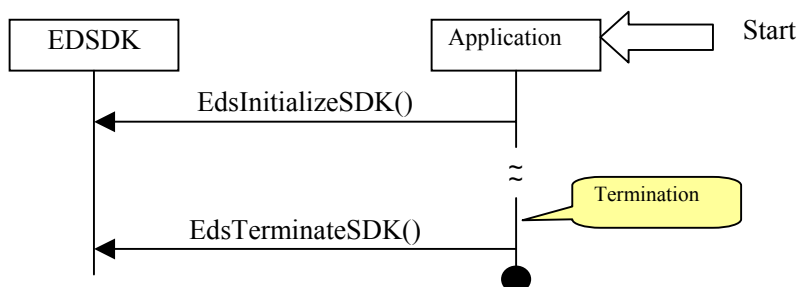 EDSDK
Application
Start
EdsInitializeSDK()
Termination
EdsTerminateSDK()